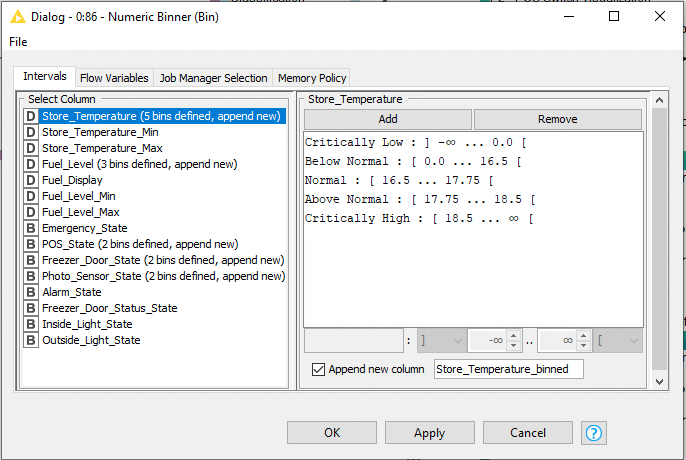 Dialog - 0:86 - Numeric Binner (Bin)
File
Intervals Flow Variables Job Manager Selection Memory Policy
Select Column
D Store_Temperature (5 bins defined, append new)
D Store_Temperature_Min
D Store_Temperature_Max
D Fuel_Level (3 bins defined, append new)
D Fuel_Display
D Fuel_Level_Min
D Fuel_Level_Max
B Emergency_State
B POS_State (2 bins defined, append new)
B Freezer_Door_State (2 bins defined, append new)
B Photo_Sensor_State (2 bins defined, append new)
B Alarm_State
B Freezer_Door_Status_State
B Inside_Light_State
B Outside_Light_State
Store_Temperature
Add Remove
Critically Low : ] -∞ ... 0.0 [
Below Normal : [ 0.0 ... 16.5 [
Normal : [ 16.5 ... 17.75 [
Above Normal : [ 17.75 ... 18.5 [
Critically High : [ 18.5 ... ∞ [
: ] -∞ .. ∞ [
Append new column Store_Temperature_binned
OK Apply Cancel ?